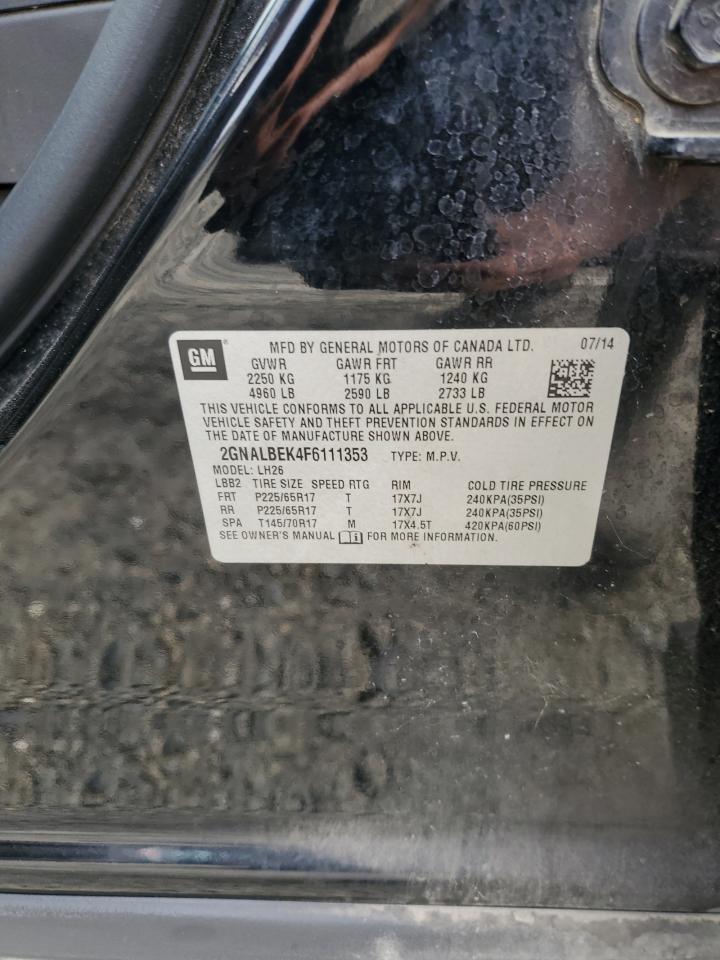 GM MFD BY GENERAL MOTORS OF CANADA LTD. 07/14
GVWR GAWR FRT GAWR RR
2250 KG 1175 KG 1240 KG
4960 LB 2590 LB 2733 LB
THIS VEHICLE CONFORMS TO ALL APPLICABLE U.S. FEDERAL MOTOR
VEHICLE SAFETY AND THEFT PREVENTION STANDARDS IN EFFECT ON
THE DATE OF MANUFACTURE SHOWN ABOVE.
2GNALBEK4F6111353 TYPE: M.P.V.
MODEL: LH26
LBB2 TIRE SIZE SPEED RTG RIM COLD TIRE PRESSURE
FRT P225/65R17 T 17X7J 240KPA(35PSI)
RR P225/65R17 T 17X7J 240KPA(35PSI)
SPA T145/70R17 M 17X4.5T 420KPA(60PSI)
SEE OWNER'S MANUAL FOR MORE INFORMATION.